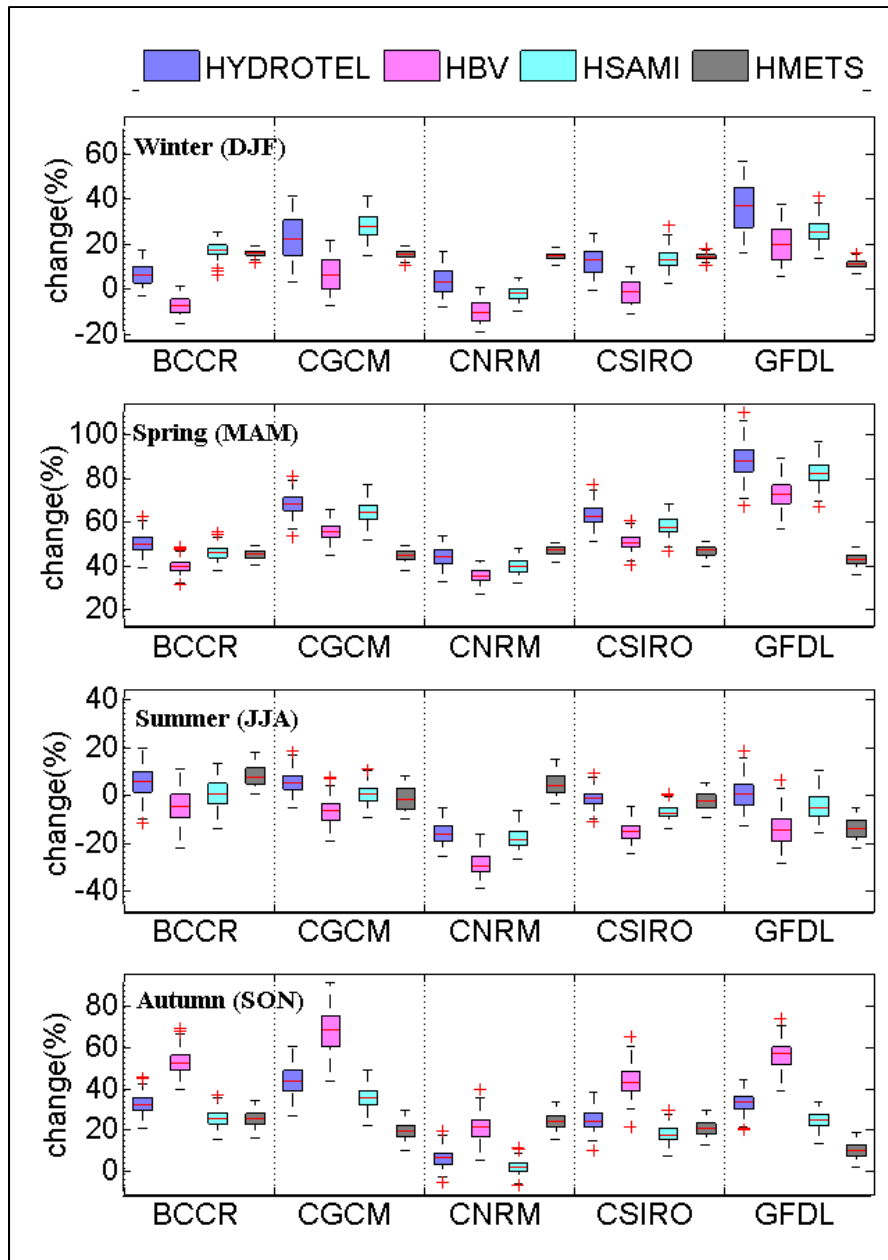 HYDROTEL HBV HSAMI HMETS
Winter (DJF)
change(%)
60
40
20
0
-20
BCCR CGCM CNRM CSIRO GFDL
Spring (MAM)
change(%)
100
80
60
40
20
BCCR CGCM CNRM CSIRO GFDL
Summer (JJA)
change(%)
40
20
0
-20
-40
BCCR CGCM CNRM CSIRO GFDL
Autumn (SON)
change(%)
80
60
40
20
0
BCCR CGCM CNRM CSIRO GFDL